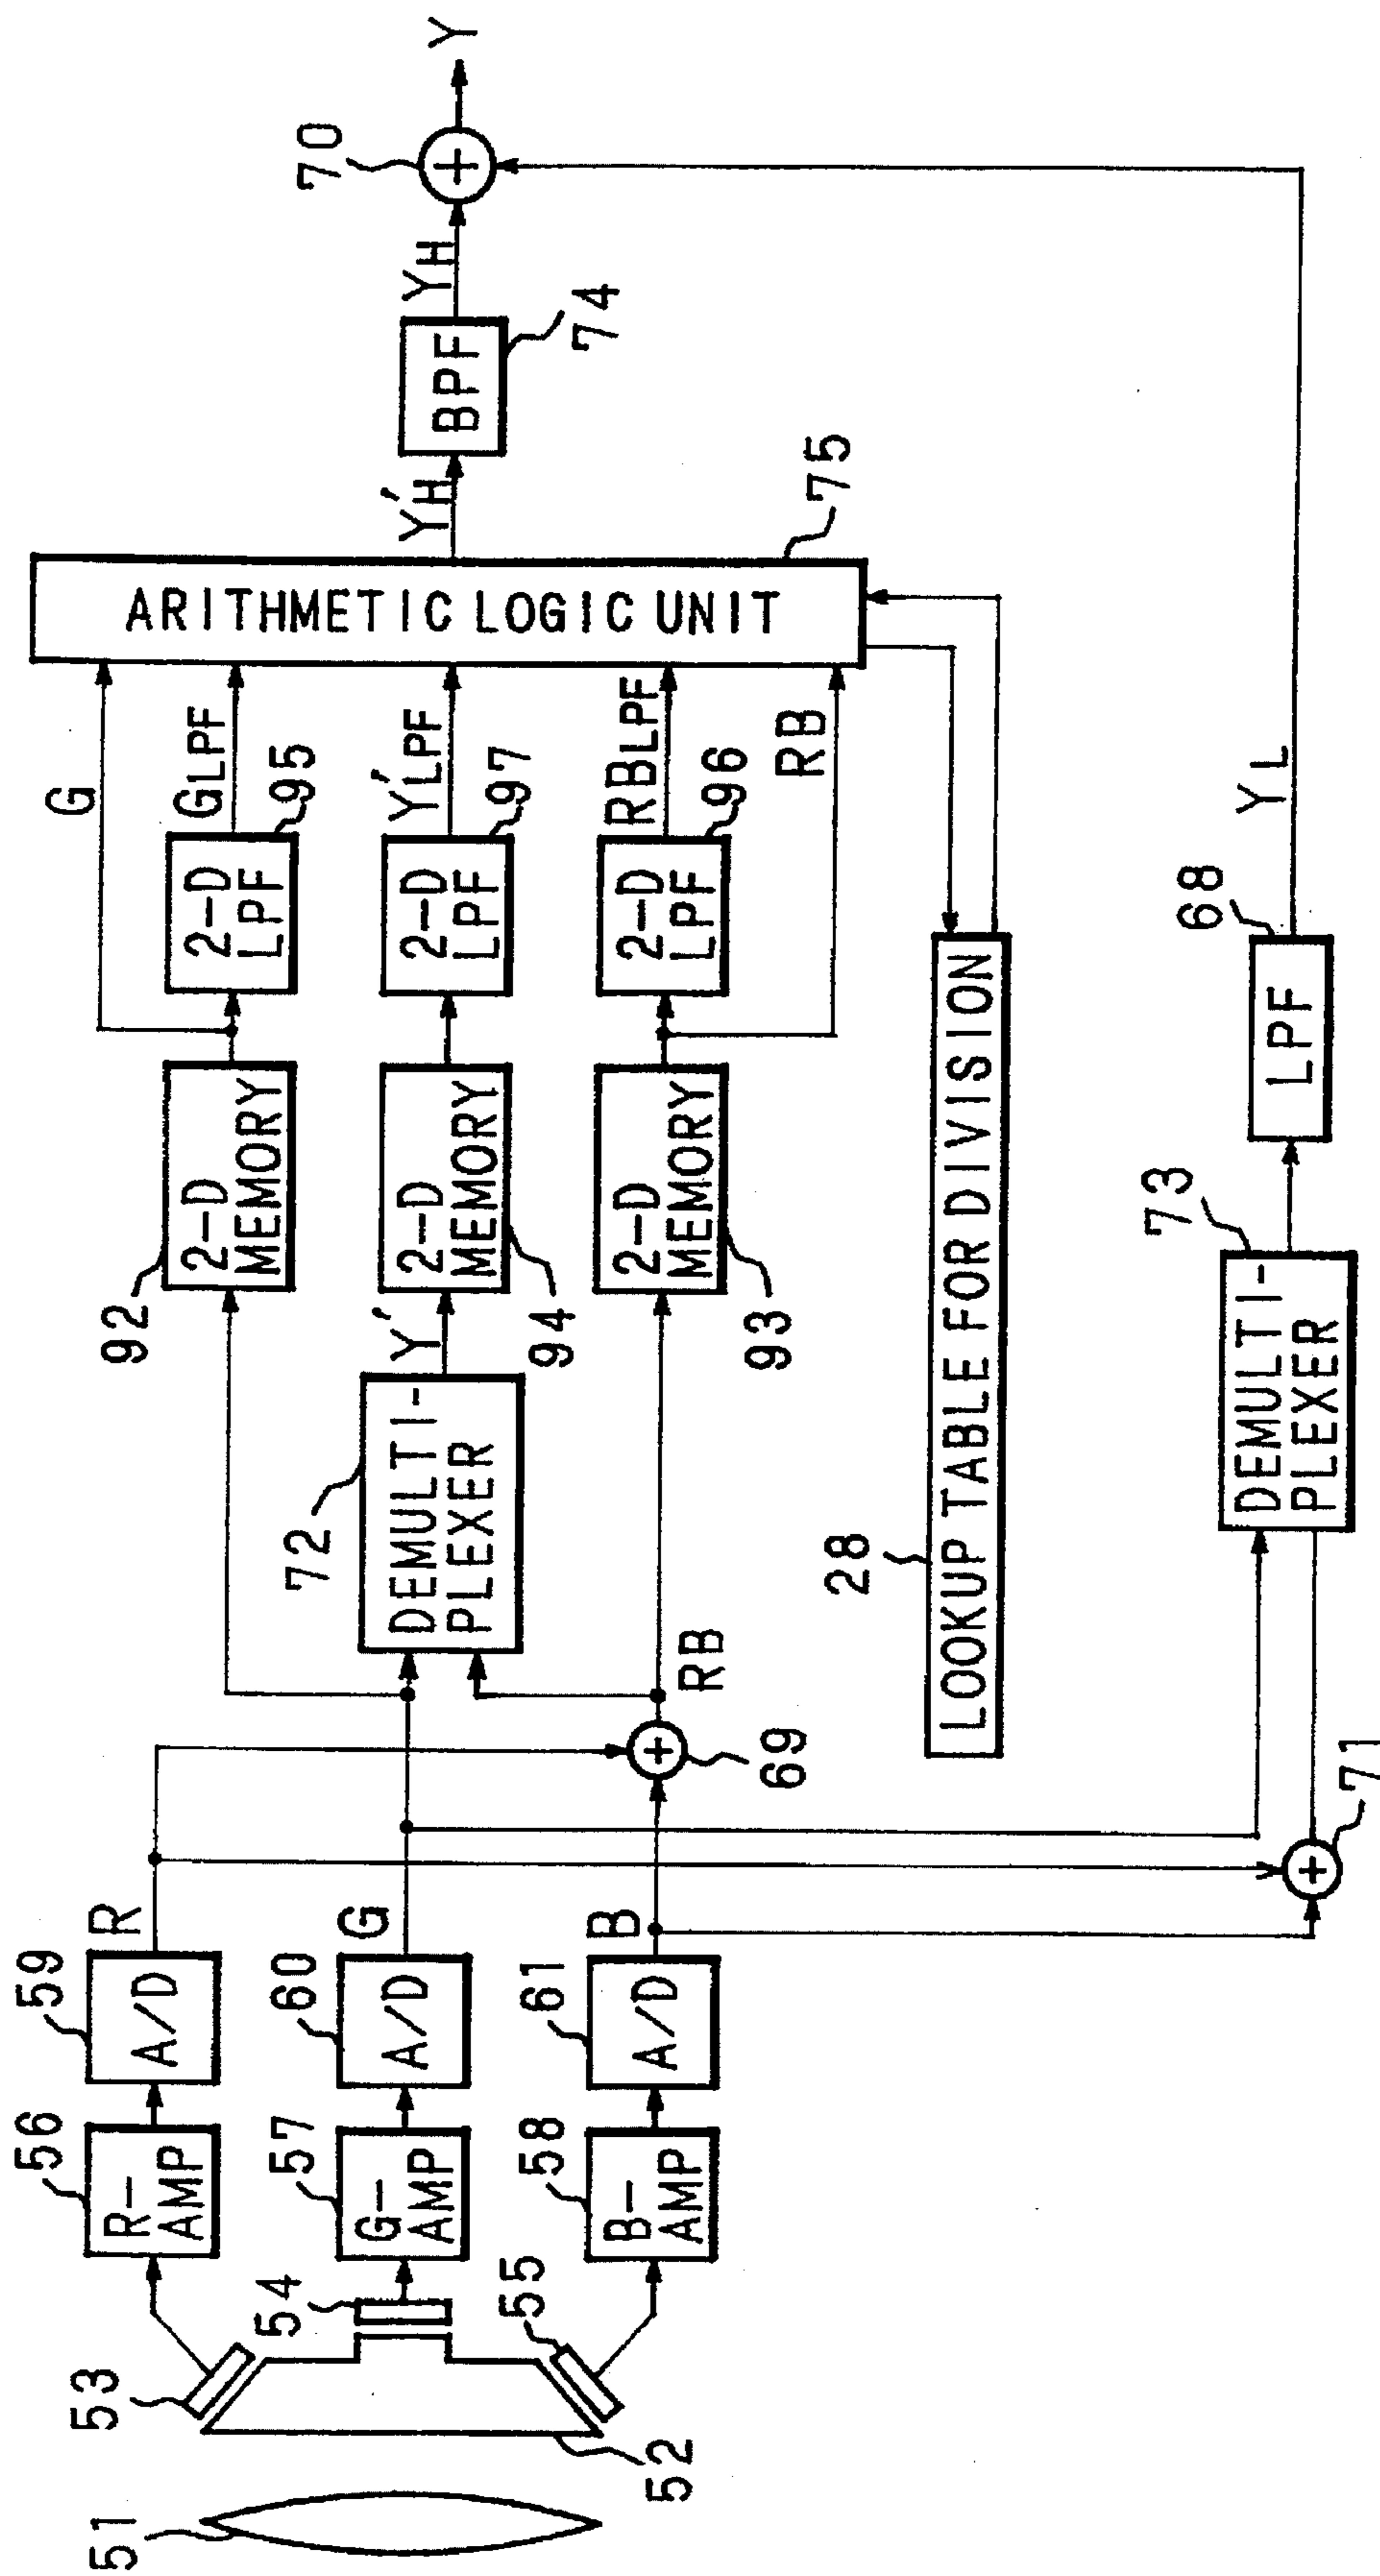 51
52
53
54
55
56
R-
AMP
57
G-
AMP
58
B-
AMP
59
A/D
60
A/D
61
A/D
R
G
B
69
RB
71
72
DEMULTI-
PLEXER
Y'
73
DEMULTI-
PLEXER
92
2-D
MEMORY
94
2-D
MEMORY
93
2-D
MEMORY
28
LOOKUP TABLE FOR DIVISION
68
LPF
2-D
LPF
95
2-D
LPF
97
2-D
LPF
96
G
GLPF
Y'LPF
RBLPF
RB
YL
ARITHMETIC LOGIC UNIT
75
Y'H
BPF
74
YH
70
+
+
+
Y